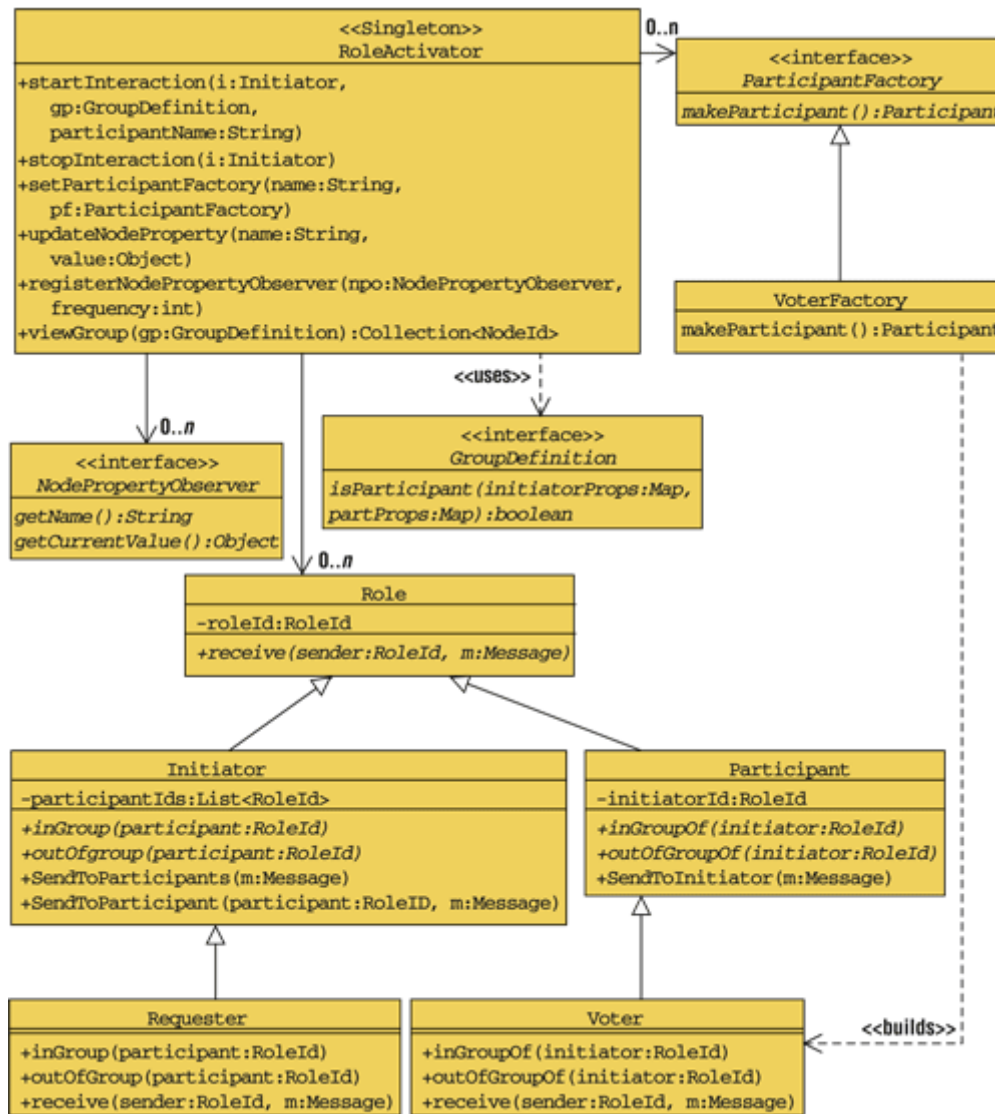 <<Singleton>>
RoleActivator
+startInteraction(i:Initiator,
gp:GroupDefinition,
participantName:String)
+stopInteraction(i:Initiator)
+setParticipantFactory(name:String,
pf:ParticipantFactory)
+updateNodeProperty(name:String,
value:Object)
+registerNodePropertyObserver(npo:NodePropertyObserver,
frequency:int)
+viewGroup(gp:GroupDefinition):Collection<NodeId>
0..n
<<interface>>
ParticipantFactory
makeParticipant():Participant
VoterFactory
makeParticipant():Participant
<<uses>>
0..n
<<interface>>
NodePropertyObserver
getName():String
getCurrentValue():Object
<<interface>>
GroupDefinition
isParticipant(initiatorProps:Map,
partProps:Map):boolean
0..n
Role
-roleId:RoleId
+receive(sender:RoleId, m:Message)
Initiator
-participantIds:List<RoleId>
+inGroup(participant:RoleId)
+outOfgroup(participant:RoleId)
+SendToParticipants(m:Message)
+SendToParticipant(participant:RoleID, m:Message)
Participant
-initiatorId:RoleId
+inGroupOf(initiator:RoleId)
+outOfGroupOf(initiator:RoleId)
+SendToInitiator(m:Message)
Requester
+inGroup(participant:RoleId)
+outOfGroup(participant:RoleId)
+receive(sender:RoleId, m:Message)
Voter
+inGroupOf(initiator:RoleId)
+outOfGroupOf(initiator:RoleId)
+receive(sender:RoleId, m:Message)
<<builds>>